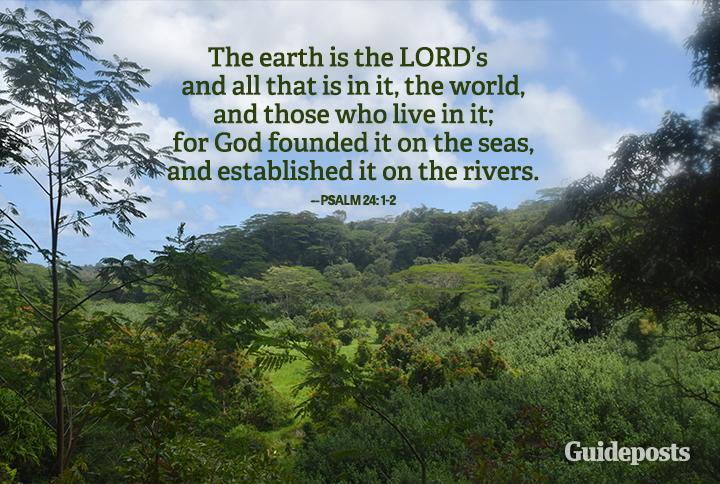 The earth is the LORD's
and all that is in it, the world,
and those who live in it;
for God founded it on the seas,
and established it on the rivers.
—PSALM 24:1-2
Guideposts